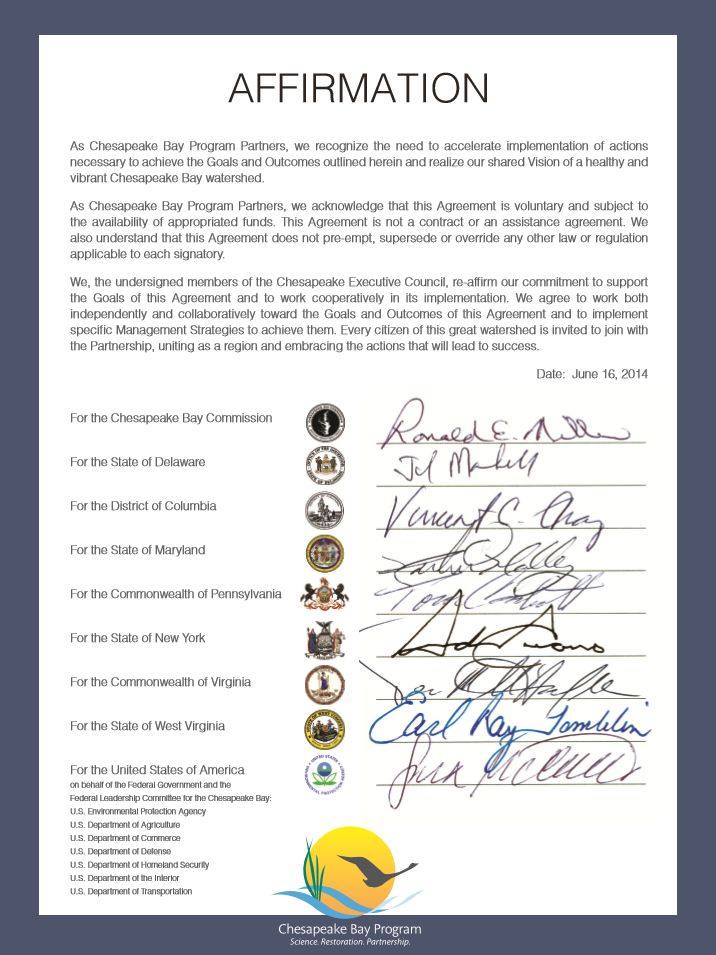 AFFIRMATION
As Chesapeake Bay Program Partners, we recognize the need to accelerate implementation of actions
necessary to achieve the Goals and Outcomes outlined herein and realize our shared Vision of a healthy and
vibrant Chesapeake Bay watershed.
As Chesapeake Bay Program Partners, we acknowledge that this Agreement is voluntary and subject to
the availability of appropriated funds. This Agreement is not a contract or an assistance agreement. We
also understand that this Agreement does not pre-empt, supersede or override any other law or regulation
applicable to each signatory.
We, the undersigned members of the Chesapeake Executive Council, re-affirm our commitment to support
the Goals of this Agreement and to work cooperatively in its implementation. We agree to work both
independently and collaboratively toward the Goals and Outcomes of this Agreement and to implement
specific Management Strategies to achieve them. Every citizen of this great watershed is invited to join with
the Partnership, uniting as a region and embracing the actions that will lead to success.
Date: June 16, 2014
For the Chesapeake Bay Commission
Ronald E. Miller
For the State of Delaware
For the District of Columbia
Vincent C. Gray
For the State of Maryland
For the Commonwealth of Pennsylvania
Tom Corbett
For the State of New York
For the Commonwealth of Virginia
For the State of West Virginia
Earl Ray Tomblin
For the United States of America
on behalf of the Federal Government and the
Federal Leadership Committee for the Chesapeake Bay:
U.S. Environmental Protection Agency
U.S. Department of Agriculture
U.S. Department of Commerce
U.S. Department of Defense
U.S. Department of Homeland Security
U.S. Department of the Interior
U.S. Department of Transportation
Chesapeake Bay Program
Science. Restoration. Partnership.